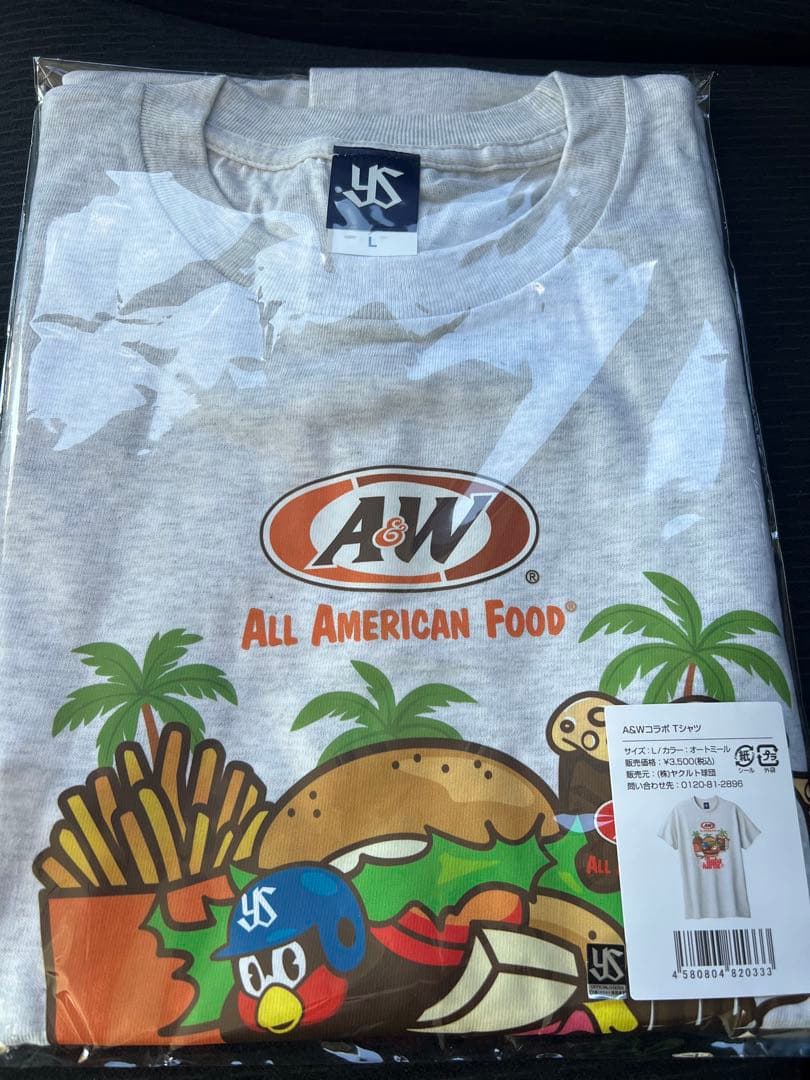 YS
L
A&W®
ALL AMERICAN FOOD®
A&Wコラボ Tシャツ
サイズ：L / カラー：オートミール
販売価格：¥3,500(税込)
販売元：(株)ヤクルト球団
問い合わせ先：0120-81-2896
紙
シール
プラ
外袋
A&W
ALL
YS
YS
4 580804 820333